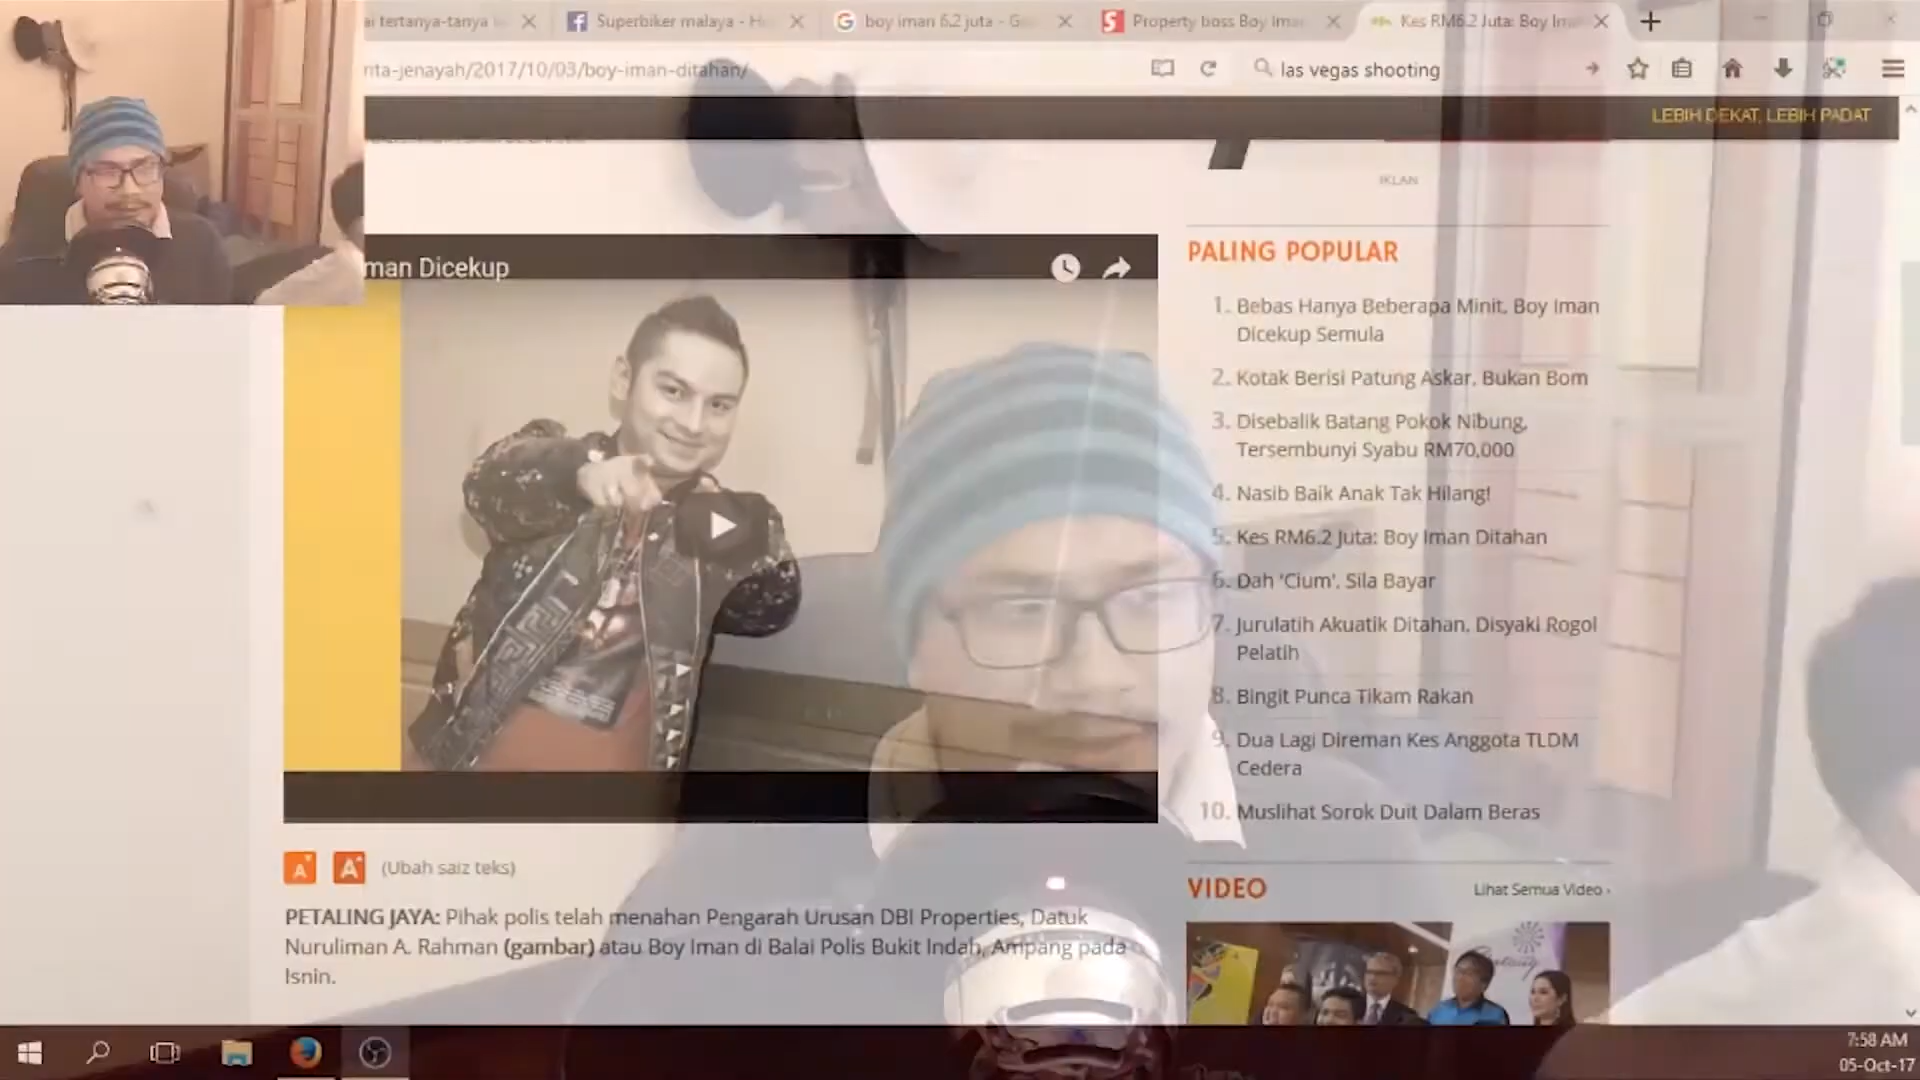 ai tertanya-tanya
Superbiker malaya - H
boy iman 6.2 juta - G
Property boss Boy Ima
Kes RM6.2 Juta: Boy Im
nta-jenayah/2017/10/03/boy-iman-ditahan/
las vegas shooting
LEBIH DEKAT, LEBIH PADAT
IKLAN
man Dicekup
PALING POPULAR
1. Bebas Hanya Beberapa Minit, Boy Iman
Dicekup Semula
2. Kotak Berisi Patung Askar, Bukan Bom
3. Disebalik Batang Pokok Nibung,
Tersembunyi Syabu RM70,000
4. Nasib Baik Anak Tak Hilang!
5. Kes RM6.2 Juta: Boy Iman Ditahan
6. Dah 'Cium', Sila Bayar
7. Jurulatih Akuatik Ditahan, Disyaki Rogol
Pelatih
8. Bingit Punca Tikam Rakan
9. Dua Lagi Direman Kes Anggota TLDM
Cedera
10. Muslihat Sorok Duit Dalam Beras
A A (Ubah saiz teks)
VIDEO
Lihat Semua Video ›
PETALING JAYA: Pihak polis telah menahan Pengarah Urusan DBI Properties, Datuk
Nuruliman A. Rahman (gambar) atau Boy Iman di Balai Polis Bukit Indah, Ampang pada
Isnin.
7:58 AM
05-Oct-17